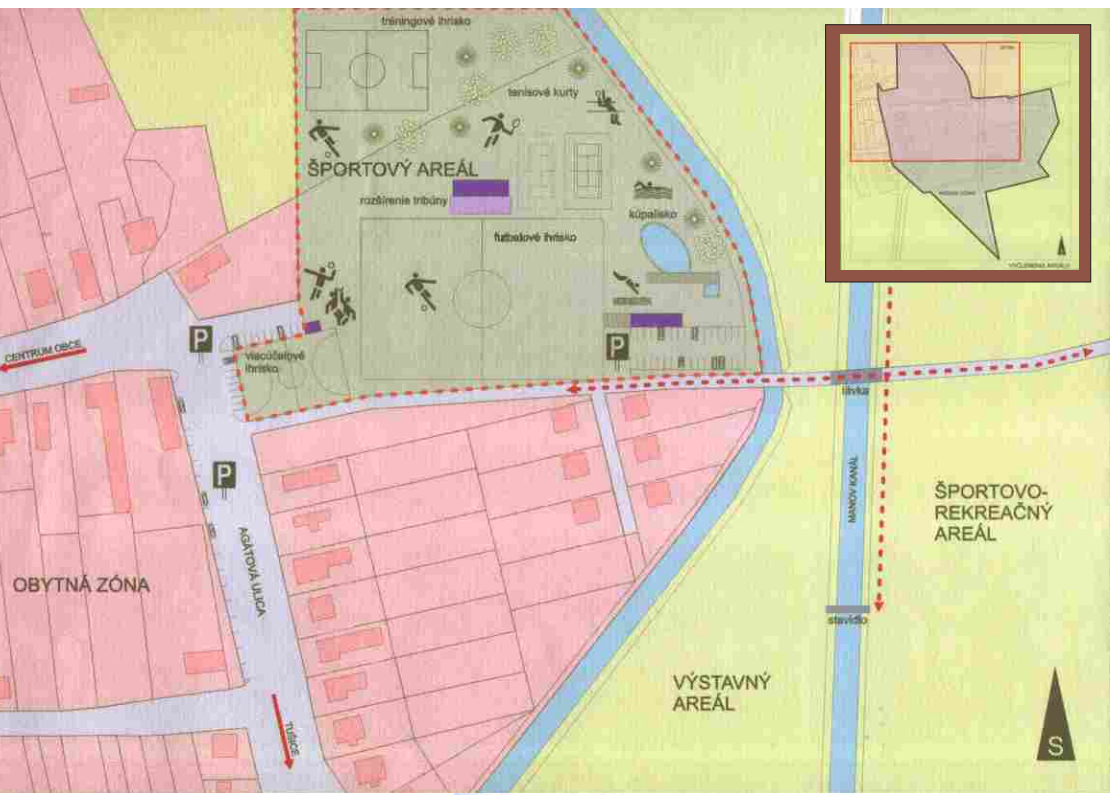 tréningové ihrisko
tenisové kurty
ŠPORTOVÝ AREÁL
rozšírenie tribúny
kúpalisko
futbalové ihrisko
P
CENTRUM OBCE
viacúčelové
ihrisko
P
lávka
P
MANOV KANÁL
ŠPORTOVO-
REKREAČNÝ
AREÁL
AGÁTOVÁ ULICA
OBYTNÁ ZÓNA
stavidlo
VÝSTAVNÝ
AREÁL
TUŠICE
S